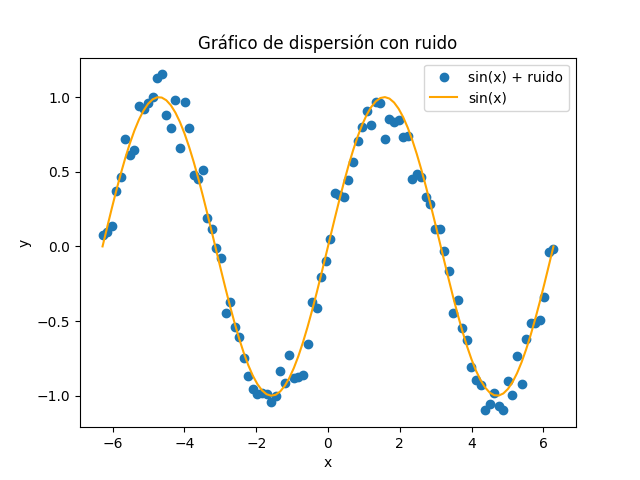 Gráfico de dispersión con ruido
sin(x) + ruido
sin(x)
1.0
0.5
0.0
−0.5
−1.0
y
−6 −4 −2 0 2 4 6
x